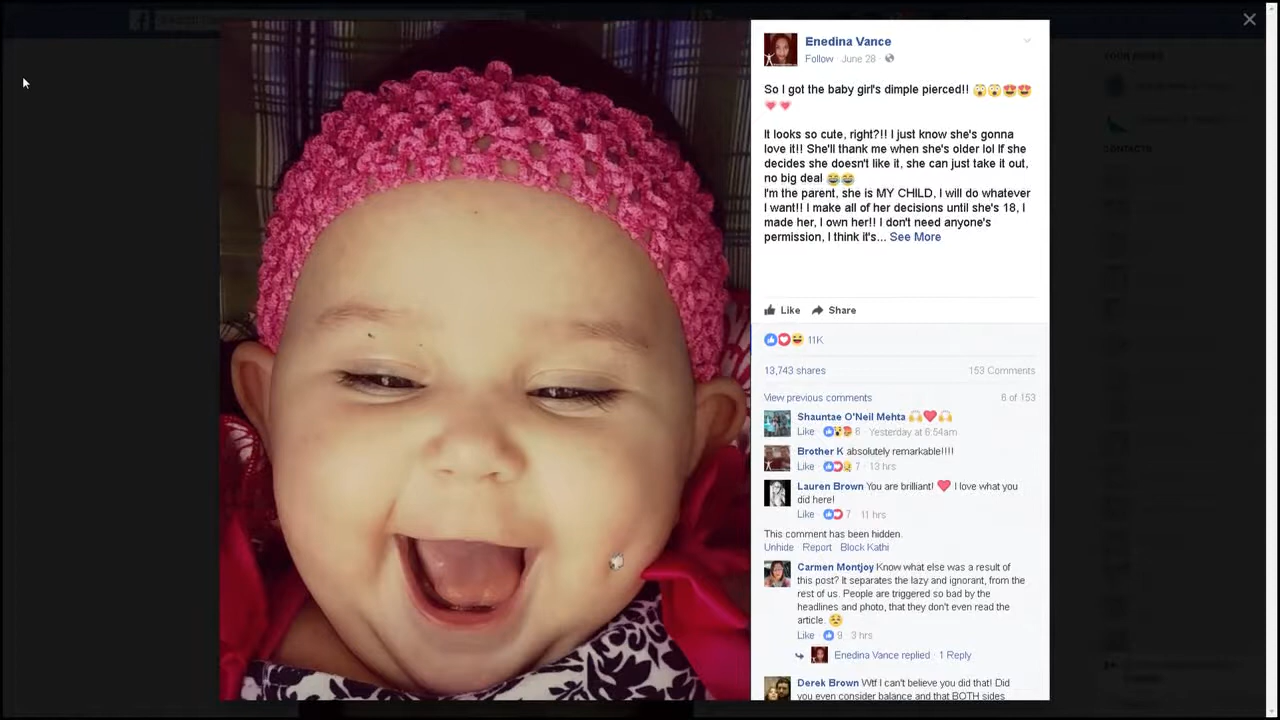 Enedina Vance
Follow · June 28 ·
So I got the baby girl's dimple pierced!! 😲😲😍😍
💗💗
It looks so cute, right?!! I just know she's gonna
love it!! She'll thank me when she's older lol If she
decides she doesn't like it, she can just take it out,
no big deal 😂😂
I'm the parent, she is MY CHILD, I will do whatever
I want!! I make all of her decisions until she's 18, I
made her, I own her!! I don't need anyone's
permission, I think it's... See More
Like Share
11K
13,743 shares 153 Comments
View previous comments 6 of 153
Shauntae O'Neil Mehta 🙌❤️🙌
Like · 6 · Yesterday at 6:54am
Brother K absolutely remarkable!!!!
Like · 7 · 13 hrs
Lauren Brown You are brilliant! ❤️ I love what you
did here!
Like · 7 · 11 hrs
This comment has been hidden.
Unhide · Report · Block Kathi
Carmen Montjoy Know what else was a result of
this post? It separates the lazy and ignorant, from the
rest of us. People are triggered so bad by the
headlines and photo, that they don't even read the
article. 😩
Like · 9 · 3 hrs
Enedina Vance replied · 1 Reply
Derek Brown Wtf I can't believe you did that! Did
you even consider balance and that BOTH sides